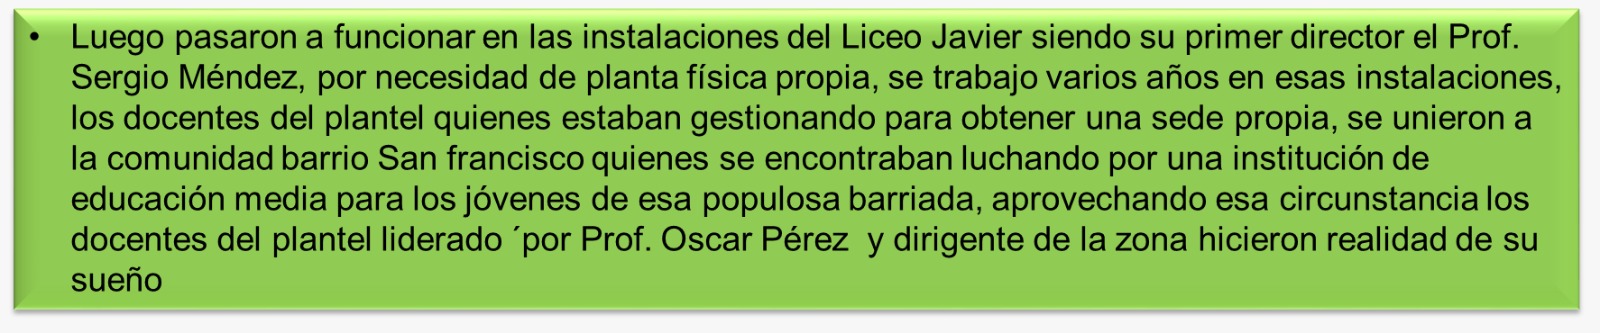 • Luego pasaron a funcionar en las instalaciones del Liceo Javier siendo su primer director el Prof.
Sergio Méndez, por necesidad de planta física propia, se trabajo varios años en esas instalaciones,
los docentes del plantel quienes estaban gestionando para obtener una sede propia, se unieron a
la comunidad barrio San francisco quienes se encontraban luchando por una institución de
educación media para los jóvenes de esa populosa barriada, aprovechando esa circunstancia los
docentes del plantel liderado ´por Prof. Oscar Pérez  y dirigente de la zona hicieron realidad de su
sueño